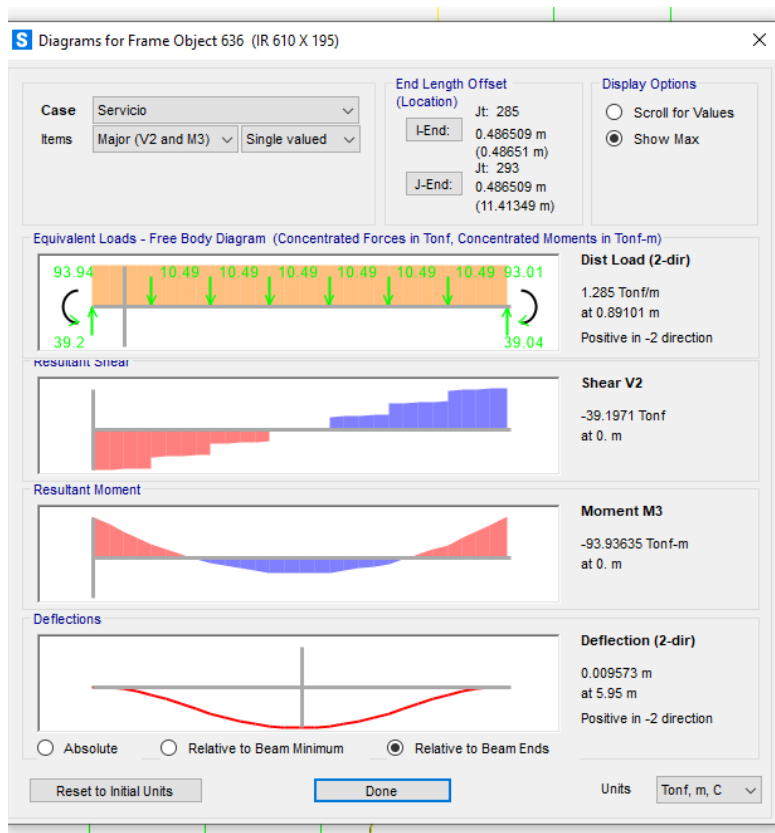 S Diagrams for Frame Object 636 (IR 610 X 195)
Case Servicio
Items Major (V2 and M3) Single valued
End Length Offset
(Location)
Jt: 285
I-End: 0.486509 m
(0.48651 m)
Jt: 293
J-End: 0.486509 m
(11.41349 m)
Display Options
Scroll for Values
Show Max
Equivalent Loads - Free Body Diagram (Concentrated Forces in Tonf, Concentrated Moments in Tonf-m)
93.94 10.49 10.49 10.49 10.49 10.49 10.49 93.01
39.2 39.04
Dist Load (2-dir)
1.285 Tonf/m
at 0.89101 m
Positive in -2 direction
Resultant Shear
Shear V2
-39.1971 Tonf
at 0. m
Resultant Moment
Moment M3
-93.93635 Tonf-m
at 0. m
Deflections
Deflection (2-dir)
0.009573 m
at 5.95 m
Positive in -2 direction
Absolute Relative to Beam Minimum Relative to Beam Ends
Reset to Initial Units Done Units Tonf, m, C